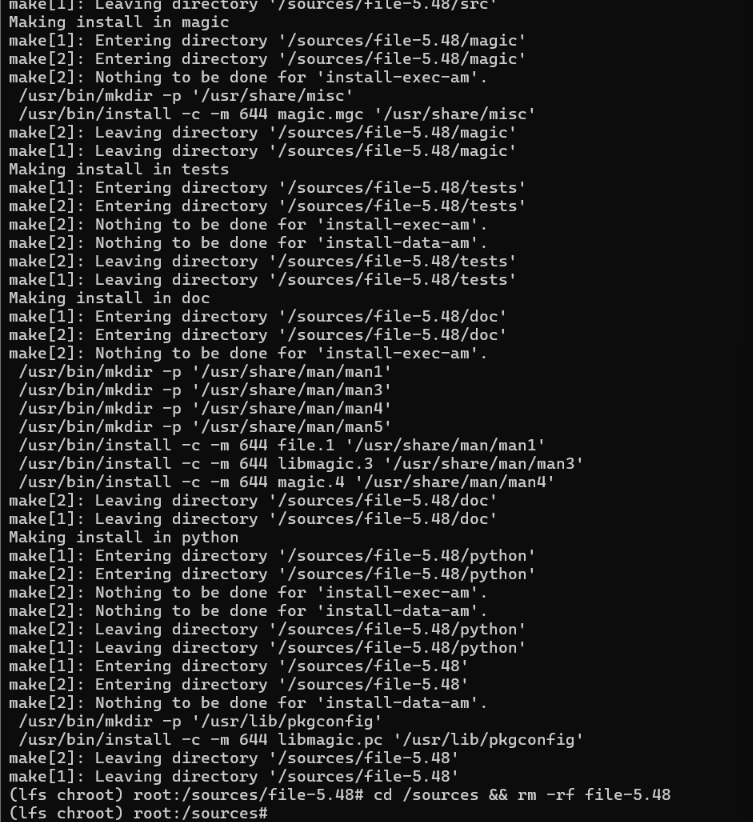 make[1]: Leaving directory '/sources/file-5.48/src'
Making install in magic
make[1]: Entering directory '/sources/file-5.48/magic'
make[2]: Entering directory '/sources/file-5.48/magic'
make[2]: Nothing to be done for 'install-exec-am'.
 /usr/bin/mkdir -p '/usr/share/misc'
 /usr/bin/install -c -m 644 magic.mgc '/usr/share/misc'
make[2]: Leaving directory '/sources/file-5.48/magic'
make[1]: Leaving directory '/sources/file-5.48/magic'
Making install in tests
make[1]: Entering directory '/sources/file-5.48/tests'
make[2]: Entering directory '/sources/file-5.48/tests'
make[2]: Nothing to be done for 'install-exec-am'.
make[2]: Nothing to be done for 'install-data-am'.
make[2]: Leaving directory '/sources/file-5.48/tests'
make[1]: Leaving directory '/sources/file-5.48/tests'
Making install in doc
make[1]: Entering directory '/sources/file-5.48/doc'
make[2]: Entering directory '/sources/file-5.48/doc'
make[2]: Nothing to be done for 'install-exec-am'.
 /usr/bin/mkdir -p '/usr/share/man/man1'
 /usr/bin/mkdir -p '/usr/share/man/man3'
 /usr/bin/mkdir -p '/usr/share/man/man4'
 /usr/bin/mkdir -p '/usr/share/man/man5'
 /usr/bin/install -c -m 644 file.1 '/usr/share/man/man1'
 /usr/bin/install -c -m 644 libmagic.3 '/usr/share/man/man3'
 /usr/bin/install -c -m 644 magic.4 '/usr/share/man/man4'
make[2]: Leaving directory '/sources/file-5.48/doc'
make[1]: Leaving directory '/sources/file-5.48/doc'
Making install in python
make[1]: Entering directory '/sources/file-5.48/python'
make[2]: Entering directory '/sources/file-5.48/python'
make[2]: Nothing to be done for 'install-exec-am'.
make[2]: Nothing to be done for 'install-data-am'.
make[2]: Leaving directory '/sources/file-5.48/python'
make[1]: Leaving directory '/sources/file-5.48/python'
make[1]: Entering directory '/sources/file-5.48'
make[2]: Entering directory '/sources/file-5.48'
make[2]: Nothing to be done for 'install-data-am'.
 /usr/bin/mkdir -p '/usr/lib/pkgconfig'
 /usr/bin/install -c -m 644 libmagic.pc '/usr/lib/pkgconfig'
make[2]: Leaving directory '/sources/file-5.48'
make[1]: Leaving directory '/sources/file-5.48'
(lfs chroot) root:/sources/file-5.48# cd /sources && rm -rf file-5.48
(lfs chroot) root:/sources#